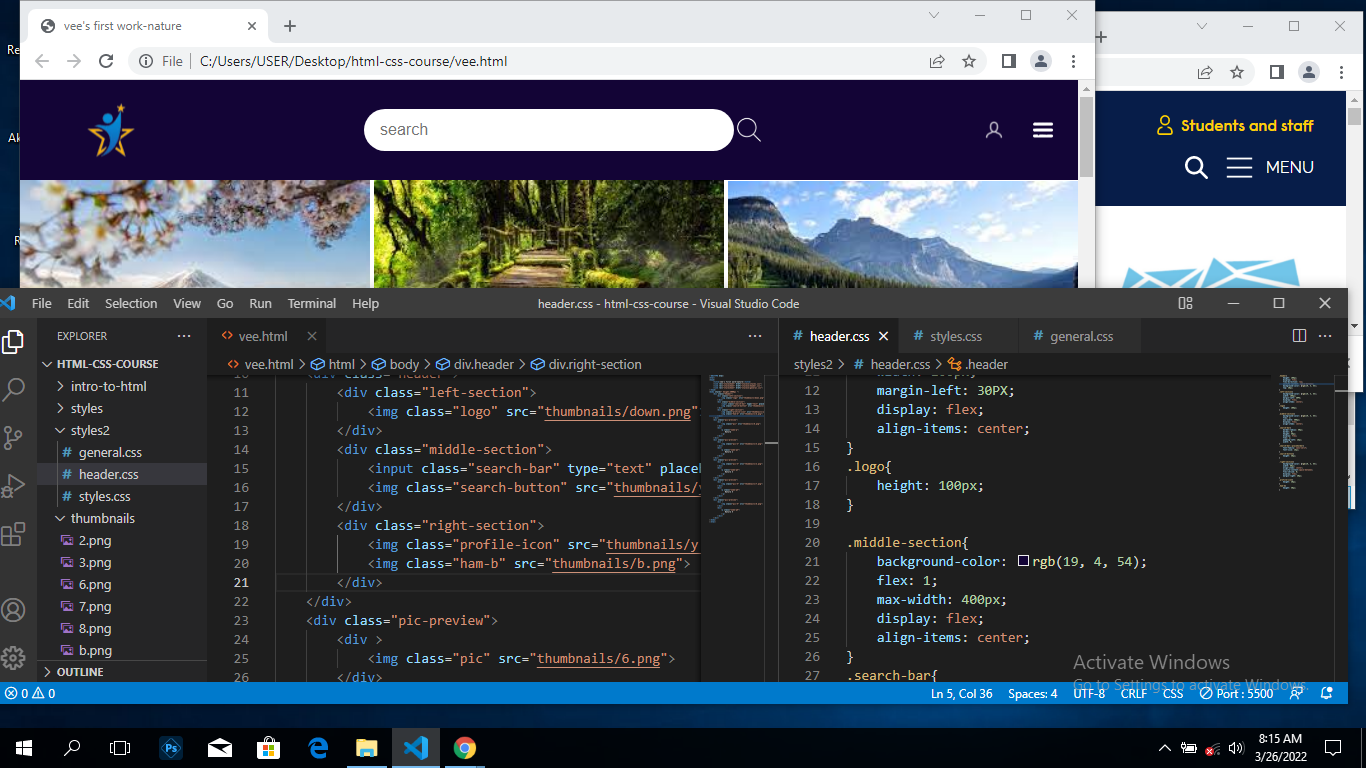 Re
Ak
R
vee's first work-nature
File
C:/Users/USER/Desktop/html-css-course/vee.html
search
Students and staff
MENU
File Edit Selection View Go Run Terminal Help
header.css - html-css-course - Visual Studio Code
EXPLORER
HTML-CSS-COURSE
intro-to-html
styles
styles2
# general.css
# header.css
# styles.css
thumbnails
2.png
3.png
6.png
7.png
8.png
b.png
OUTLINE
<> vee.html
<> vee.html > html > body > div.header > div.right-section
11 <div class="left-section">
12 <img class="logo" src="thumbnails/down.png"
13 </div>
14 <div class="middle-section">
15 <input class="search-bar" type="text" placeh
16 <img class="search-button" src="thumbnails/
17 </div>
18 <div class="right-section">
19 <img class="profile-icon" src="thumbnails/y
20 <img class="ham-b" src="thumbnails/b.png">
21 </div>
22 </div>
23 <div class="pic-preview">
24 <div >
25 <img class="pic" src="thumbnails/6.png">
26 </div>
# header.css # styles.css # general.css
styles2 > # header.css > .header
12 margin-left: 30PX;
13 display: flex;
14 align-items: center;
15 }
16 .logo{
17 height: 100px;
18 }
19
20 .middle-section{
21 background-color: rgb(19, 4, 54);
22 flex: 1;
23 max-width: 400px;
24 display: flex;
25 align-items: center;
26 }
27 .search-bar{
Activate Windows
Go to Settings to activate Windows.
0 0
Ln 5, Col 36 Spaces: 4 UTF-8 CRLF CSS Port : 5500
Ps
8:15 AM
3/26/2022